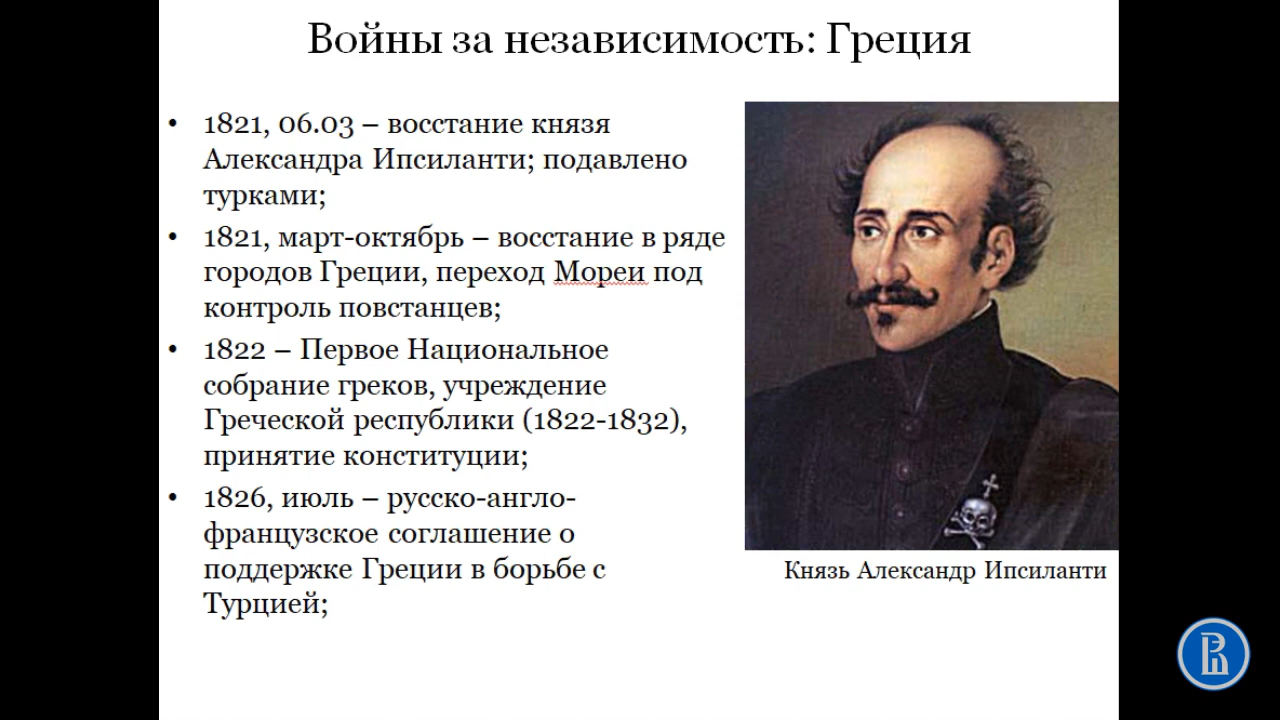 Войны за независимость: Греция
• 1821, 06.03 – восстание князя
Александра Ипсиланти; подавлено
турками;
• 1821, март-октябрь – восстание в ряде
городов Греции, переход Мореи под
контроль повстанцев;
• 1822 – Первое Национальное
собрание греков, учреждение
Греческой республики (1822-1832),
принятие конституции;
• 1826, июль – русско-англо-
французское соглашение о
поддержке Греции в борьбе с
Турцией;
Князь Александр Ипсиланти